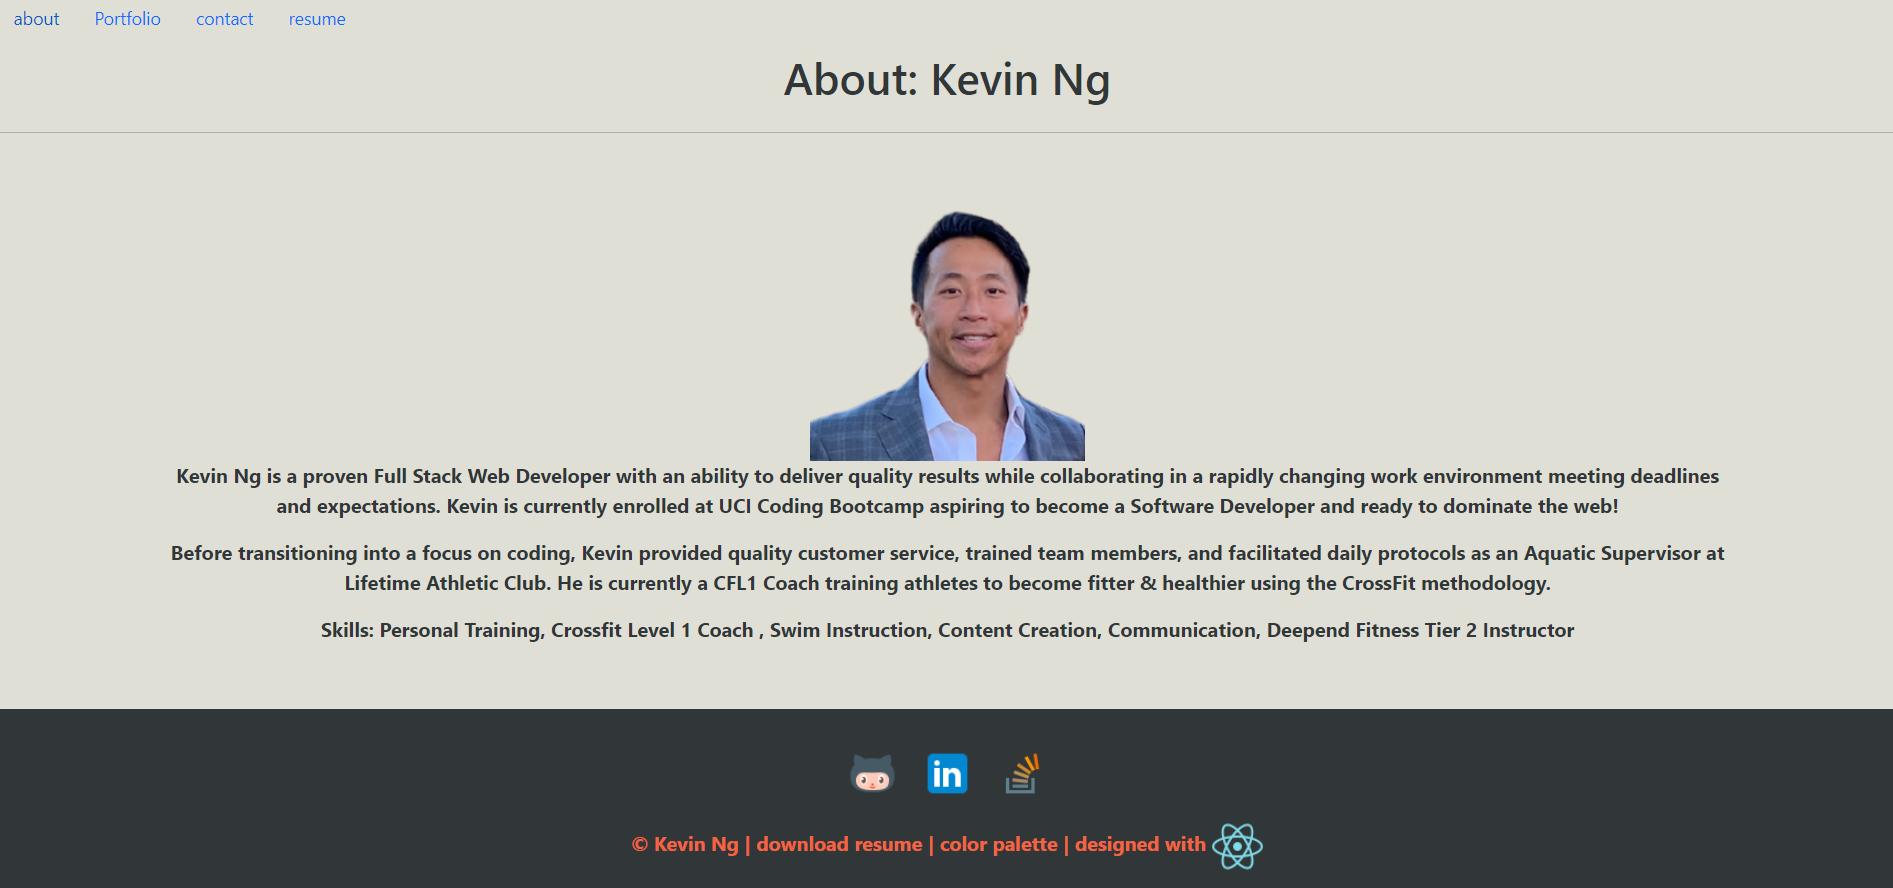 about Portfolio contact resume
About: Kevin Ng
Kevin Ng is a proven Full Stack Web Developer with an ability to deliver quality results while collaborating in a rapidly changing work environment meeting deadlines
and expectations. Kevin is currently enrolled at UCI Coding Bootcamp aspiring to become a Software Developer and ready to dominate the web!
Before transitioning into a focus on coding, Kevin provided quality customer service, trained team members, and facilitated daily protocols as an Aquatic Supervisor at
Lifetime Athletic Club. He is currently a CFL1 Coach training athletes to become fitter & healthier using the CrossFit methodology.
Skills: Personal Training, Crossfit Level 1 Coach , Swim Instruction, Content Creation, Communication, Deepend Fitness Tier 2 Instructor
in
© Kevin Ng | download resume | color palette | designed with